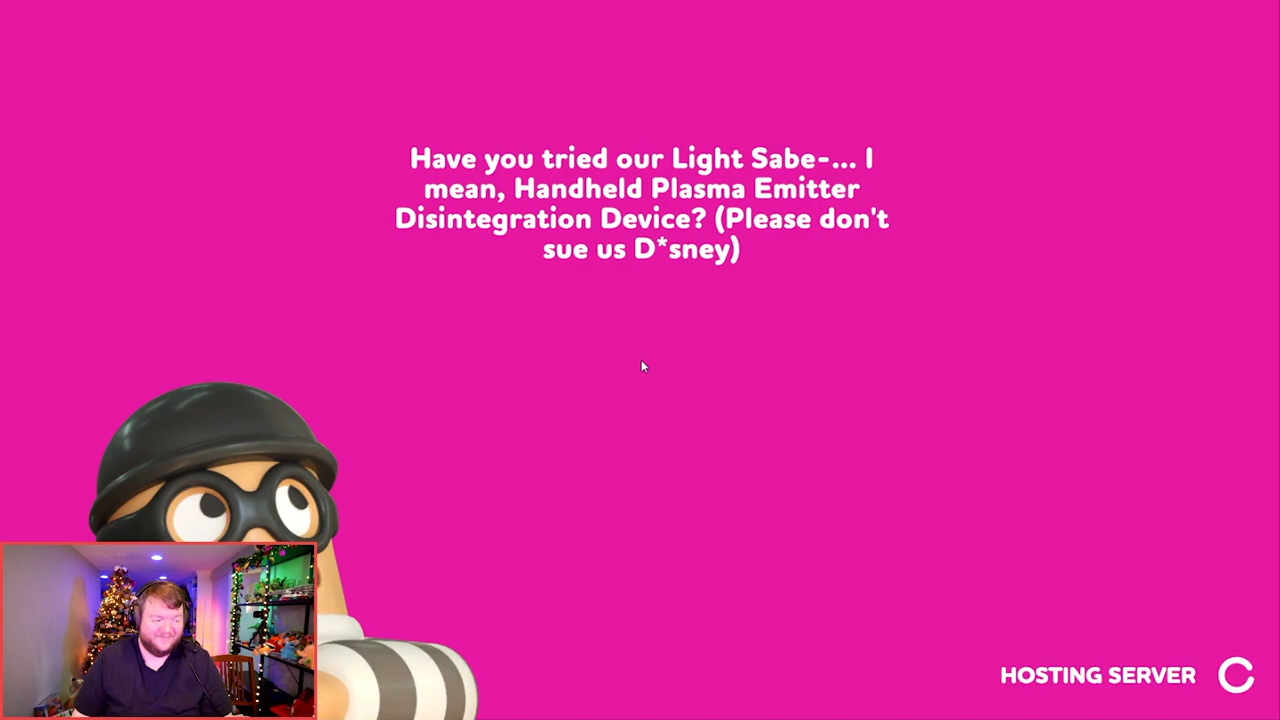 Have you tried our Light Sabe-... I
mean, Handheld Plasma Emitter
Disintegration Device? (Please don't
sue us D*sney)
HOSTING SERVER